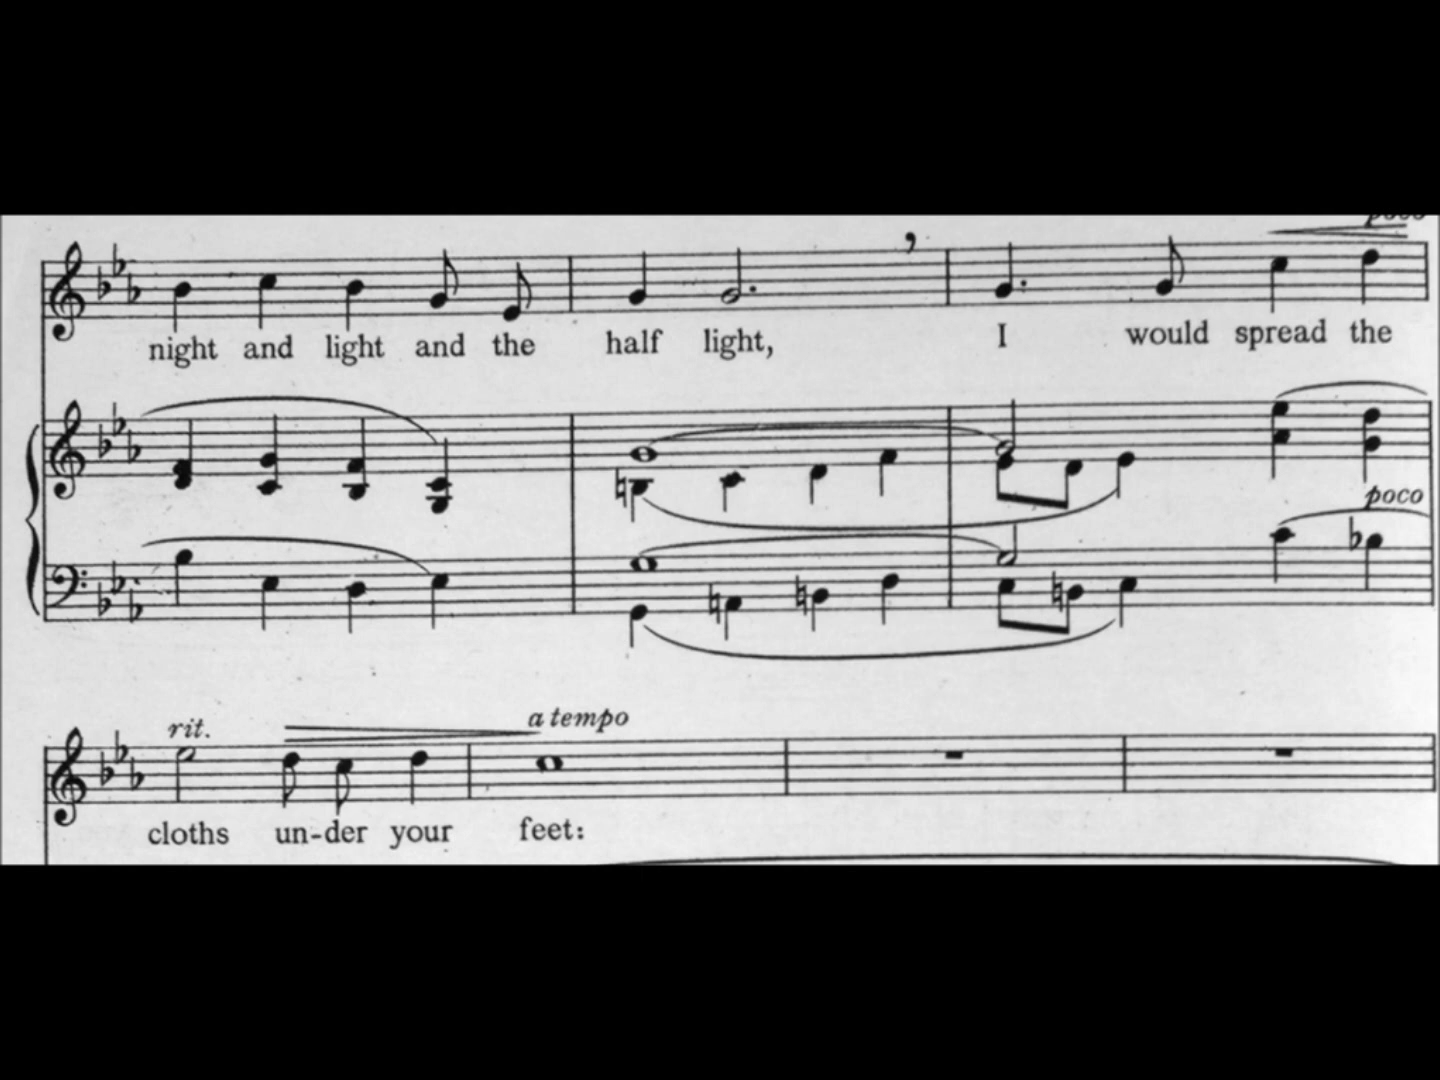 poco
night and light and the half light, I would spread the
poco
rit. a tempo
cloths un-der your feet: